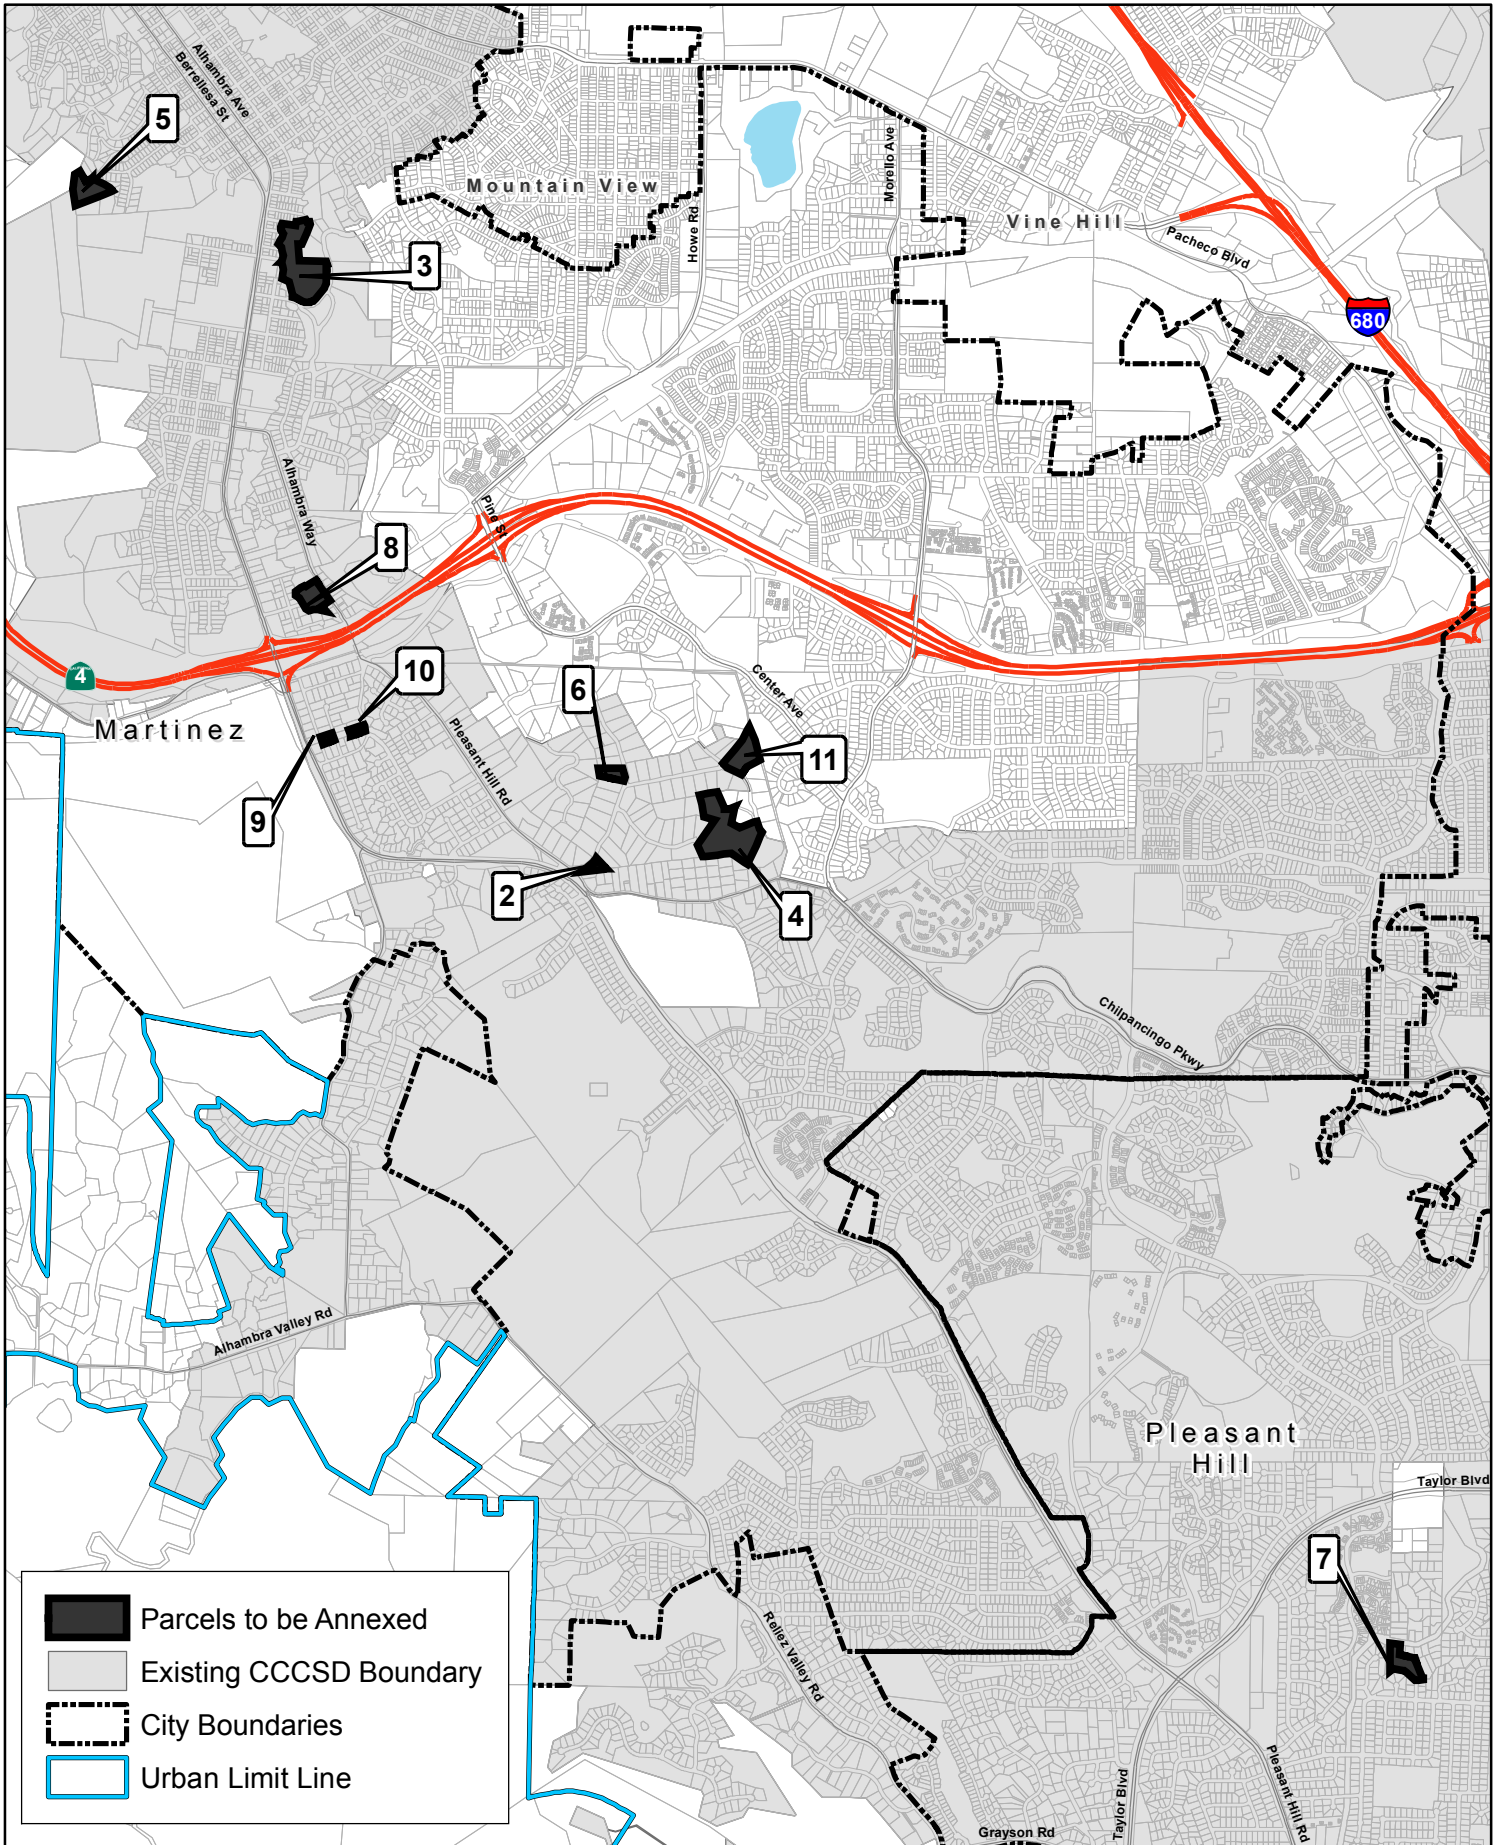 Alhambra Ave
Berrellesa St
5
Mountain View
Howe Rd
Morello Ave
Vine Hill
Pacheco Blvd
3
680
Alhambra Way
Pine St
8
4
Martinez
10
6
Center Ave
11
Pleasant Hill Rd
9
2
4
Chilpancingo Pkwy
Alhambra Valley Rd
Pleasant
Hill
Taylor Blvd
7
Reliez Valley Rd
Taylor Blvd
Pleasant Hill Rd
Grayson Rd
Parcels to be Annexed
Existing CCCSD Boundary
City Boundaries
Urban Limit Line